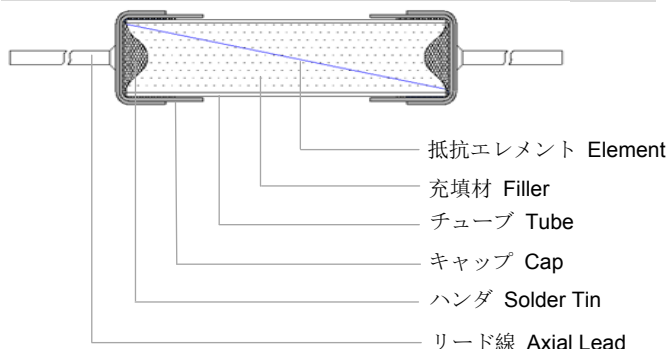 抵抗エレメント Element
充填材 Filler
チューブ Tube
キャップ Cap
ハンダ Solder Tin
リード線 Axial Lead